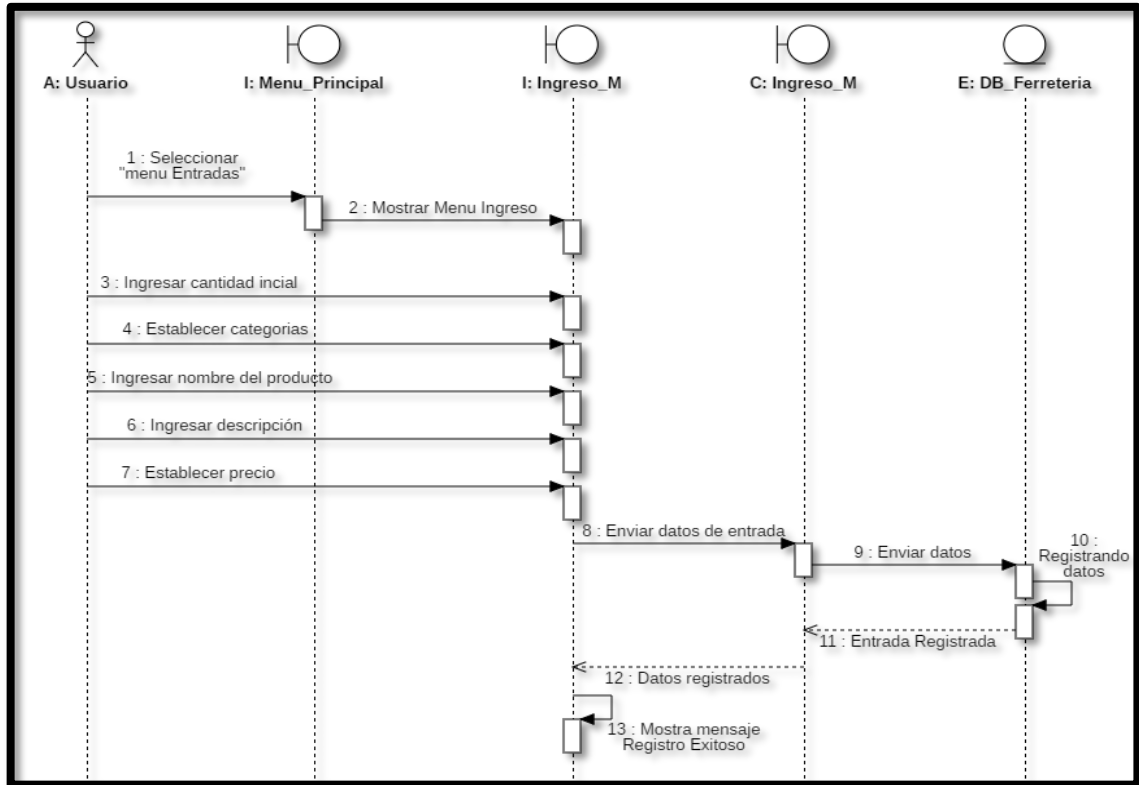 A: Usuario
I: Menu_Principal
I: Ingreso_M
C: Ingreso_M
E: DB_Ferreteria
1 : Seleccionar
"menu Entradas"
2 : Mostrar Menu Ingreso
3 : Ingresar cantidad incial
4 : Establecer categorias
5 : Ingresar nombre del producto
6 : Ingresar descripción
7 : Establecer precio
8 : Enviar datos de entrada
9 : Enviar datos
10 :
Registrando
datos
11 : Entrada Registrada
12 : Datos registrados
13 : Mostra mensaje
Registro Exitoso